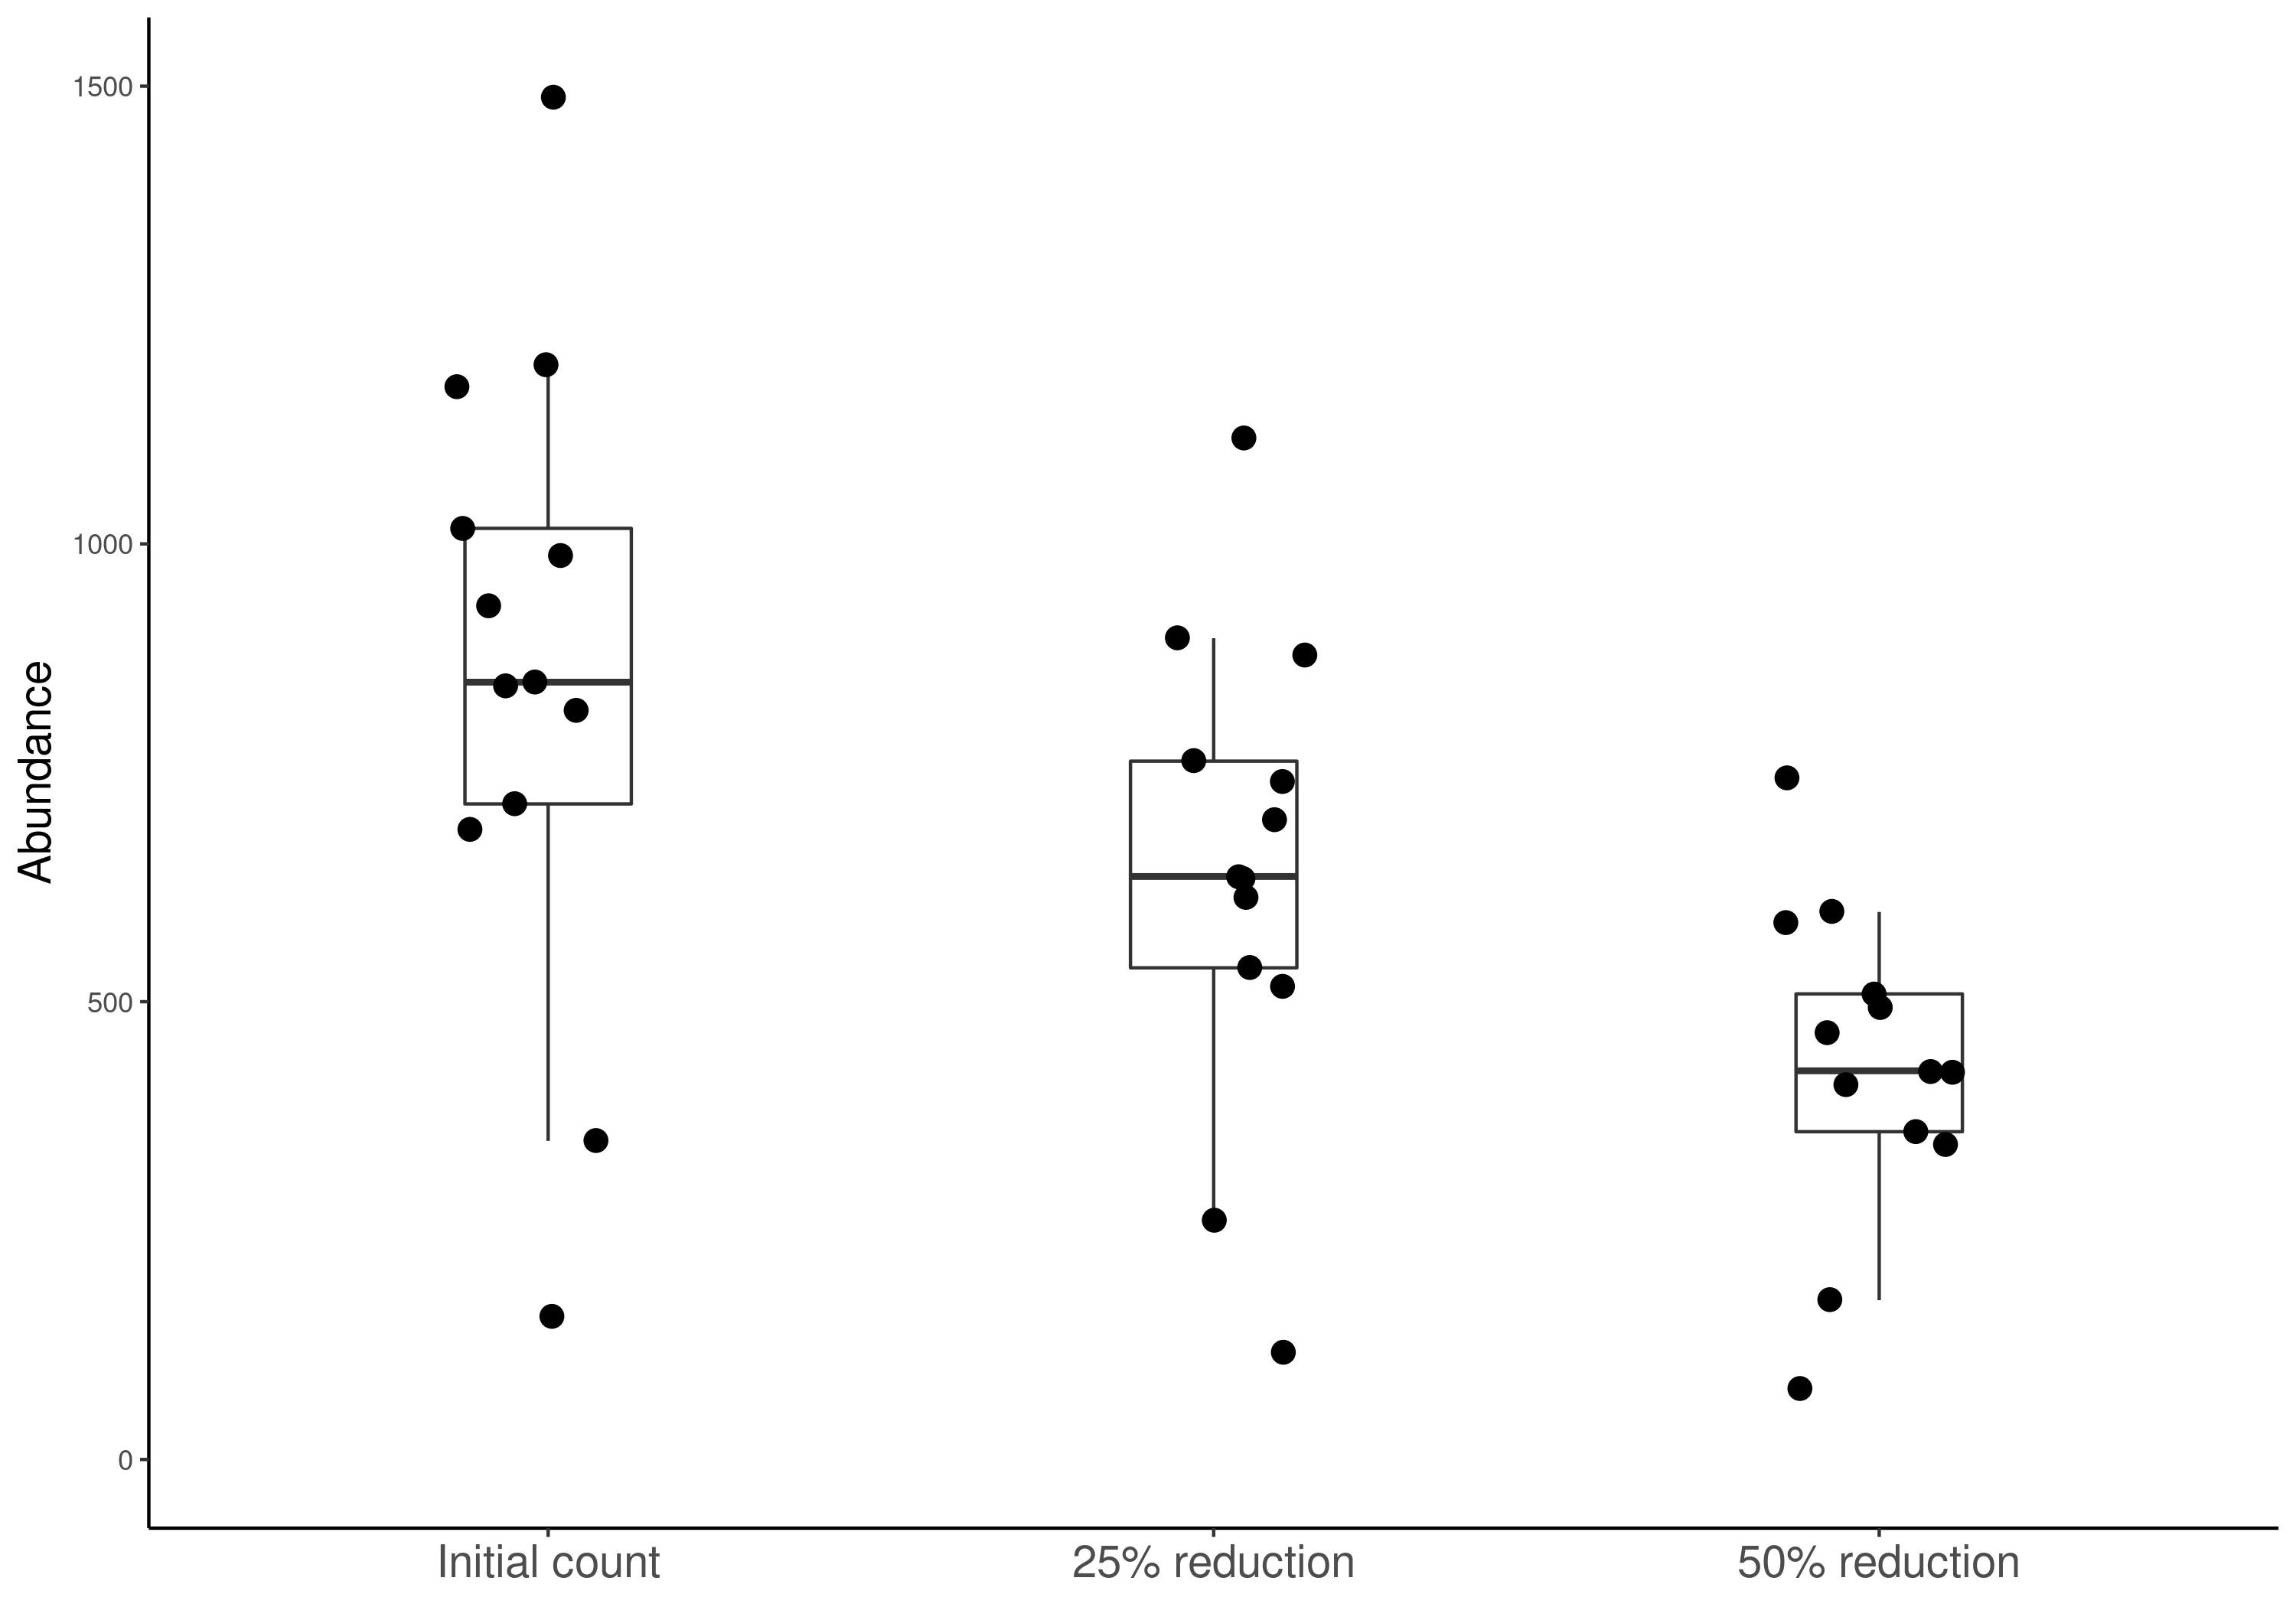 Abundance
1500
1000
500
0
Initial count
25% reduction
50% reduction